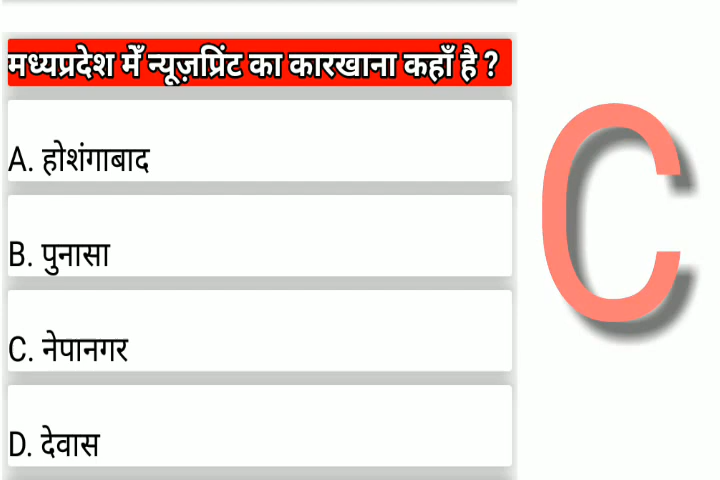 मध्यप्रदेश मेँ न्यूज़प्रिंट का कारखाना कहाँ है ?
A. होशंगाबाद
B. पुनासा
C. नेपानगर
D. देवास
C